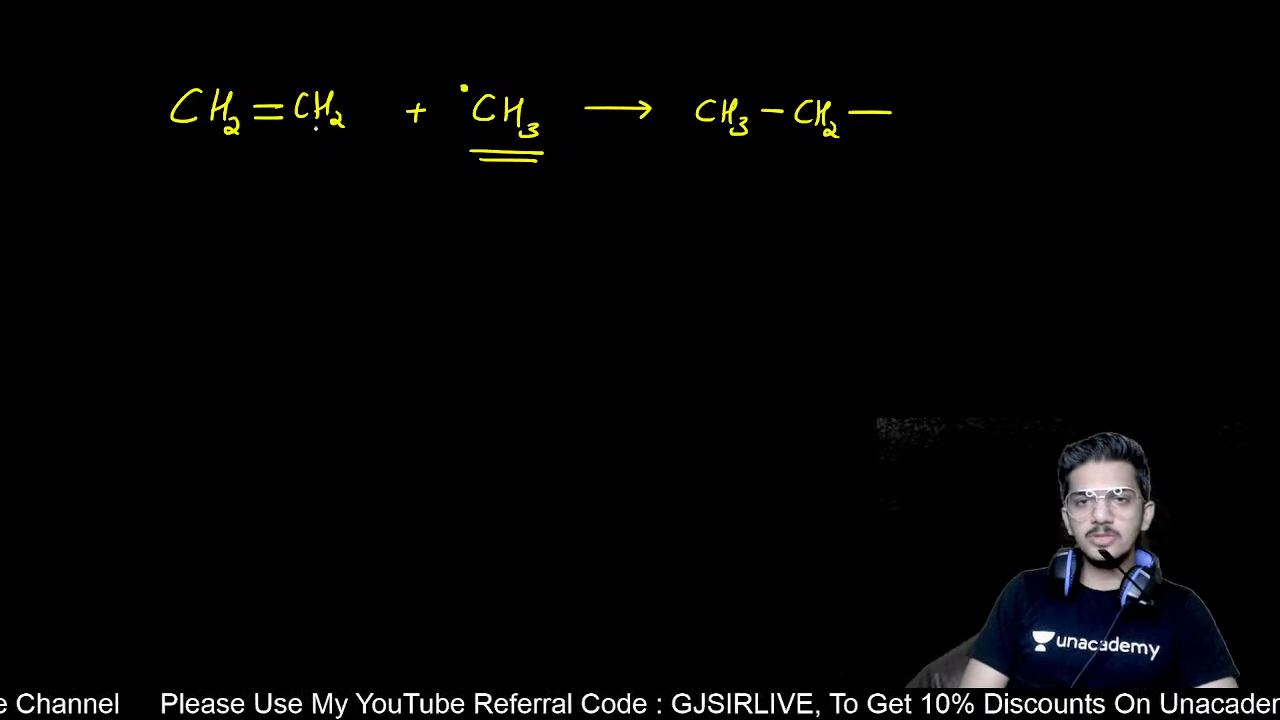 CH₂=CH₂ + •CH₃ ⟶ CH₃-CH₂-
unacademy
e Channel Please Use My YouTube Referral Code : GJSIRLIVE, To Get 10% Discounts On Unacader